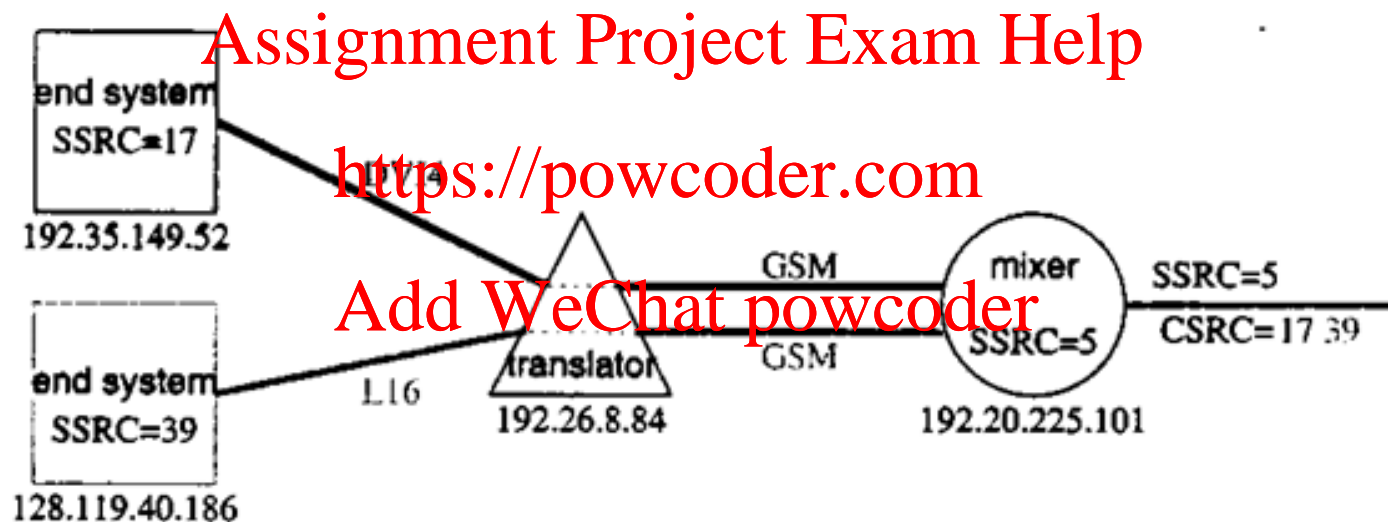 Assignment Project Exam Help
end system
SSRC=17
192.35.149.52
https://powcoder.com
GSM
mixer
SSRC=5
192.20.225.101
SSRC=5
CSRC=17 39
Add WeChat powcoder
GSM
translator
192.26.8.84
end system
SSRC=39
128.119.40.186
L16